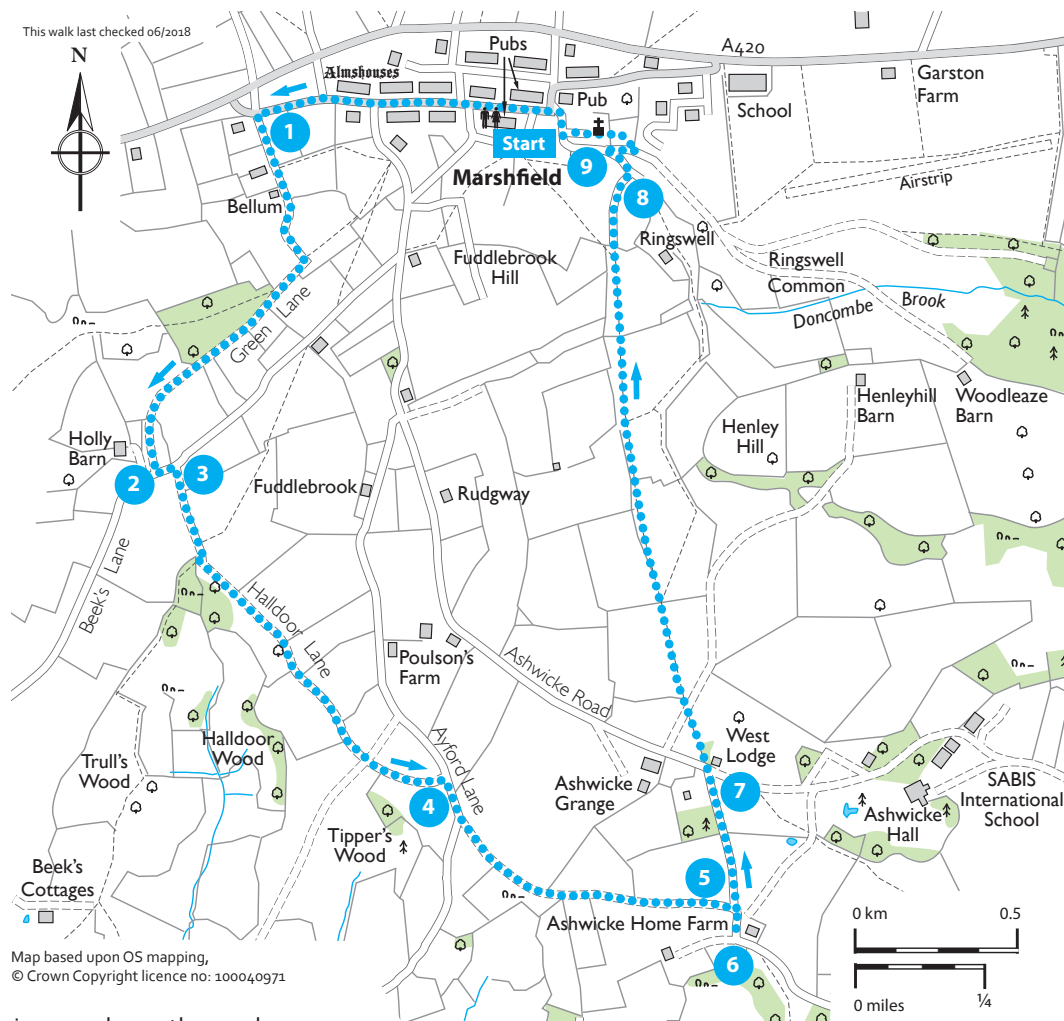 This walk last checked 06/2018
N
Pubs
A420
Almshouses
Garston
Farm
Pub
School
1
Start
9
Marshfield
Airstrip
8
Bellum
Ringswell
Fuddlebrook
Hill
Ringswell
Common
Brook
Doncombe
Green Lane
Henleyhill
Barn
Woodleaze
Barn
Holly
Barn
Henley
Hill
2
3
Fuddlebrook
Rudgway
Beek's Lane
Halldoor Lane
Poulson's
Farm
Ashwicke Road
Ayford Lane
West
Lodge
Halldoor
Wood
Trull's
Wood
Ashwicke
Grange
7
SABIS
International
School
Ashwicke
Hall
4
Tipper's
Wood
Beek's
Cottages
5
Ashwicke Home Farm
0 km
0.5
6
Map based upon OS mapping,
© Crown Copyright licence no: 100040971
0 miles
¼